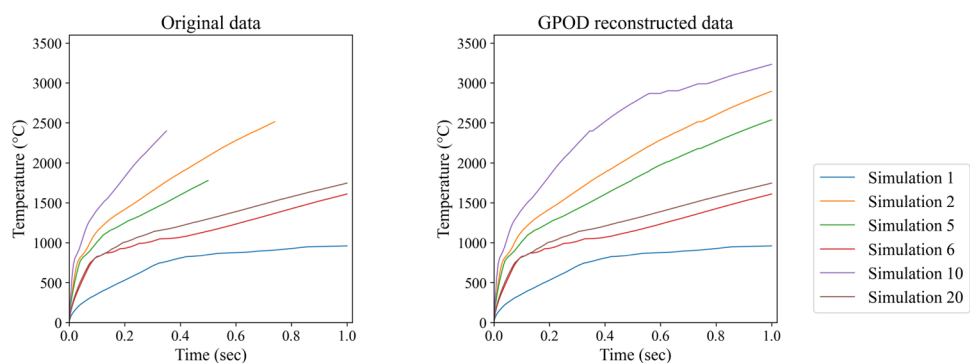 Original data
3500
3000
2500
2000
1500
1000
500
0
Temperature (°C)
0.0 0.2 0.4 0.6 0.8 1.0
Time (sec)
GPOD reconstructed data
3500
3000
2500
2000
1500
1000
500
0
Temperature (°C)
0.0 0.2 0.4 0.6 0.8 1.0
Time (sec)
Simulation 1
Simulation 2
Simulation 5
Simulation 6
Simulation 10
Simulation 20